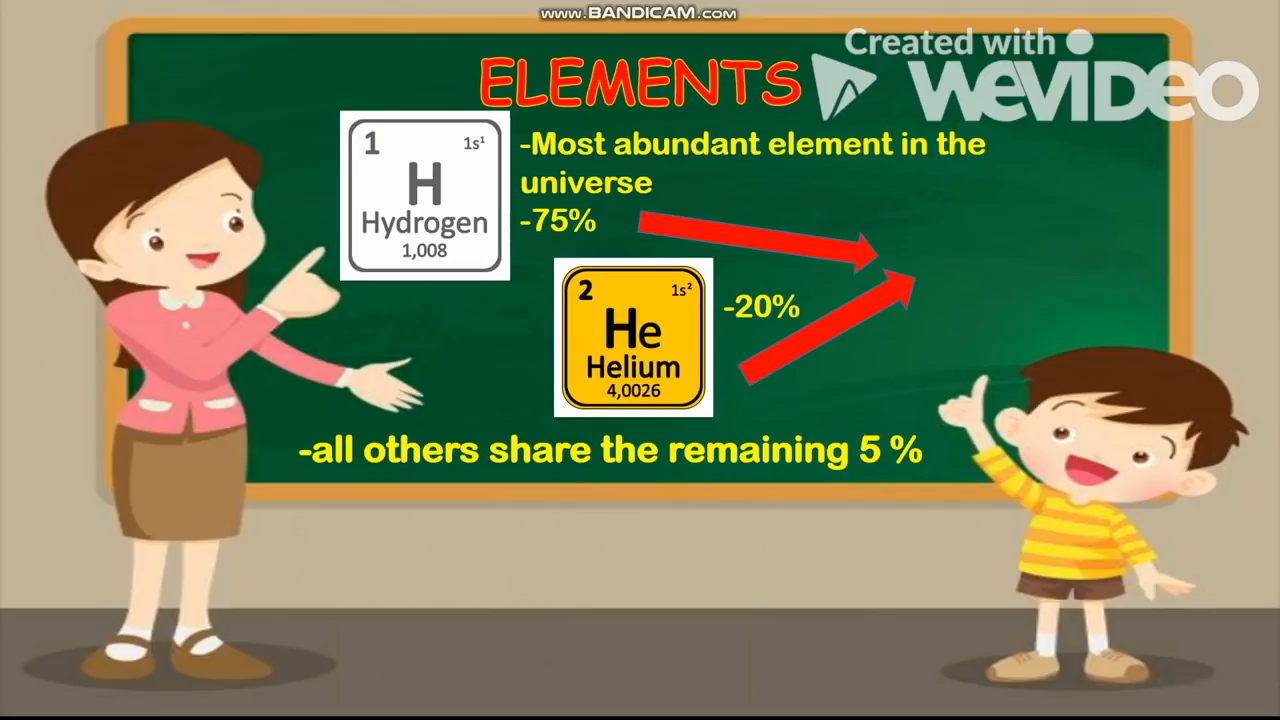 www.BANDICAM.com
Created with
WeVIDEO
ELEMENTS
1 1s¹
H
Hydrogen
1,008
-Most abundant element in the
universe
-75%
2 1s²
He
Helium
4,0026
-20%
-all others share the remaining 5 %